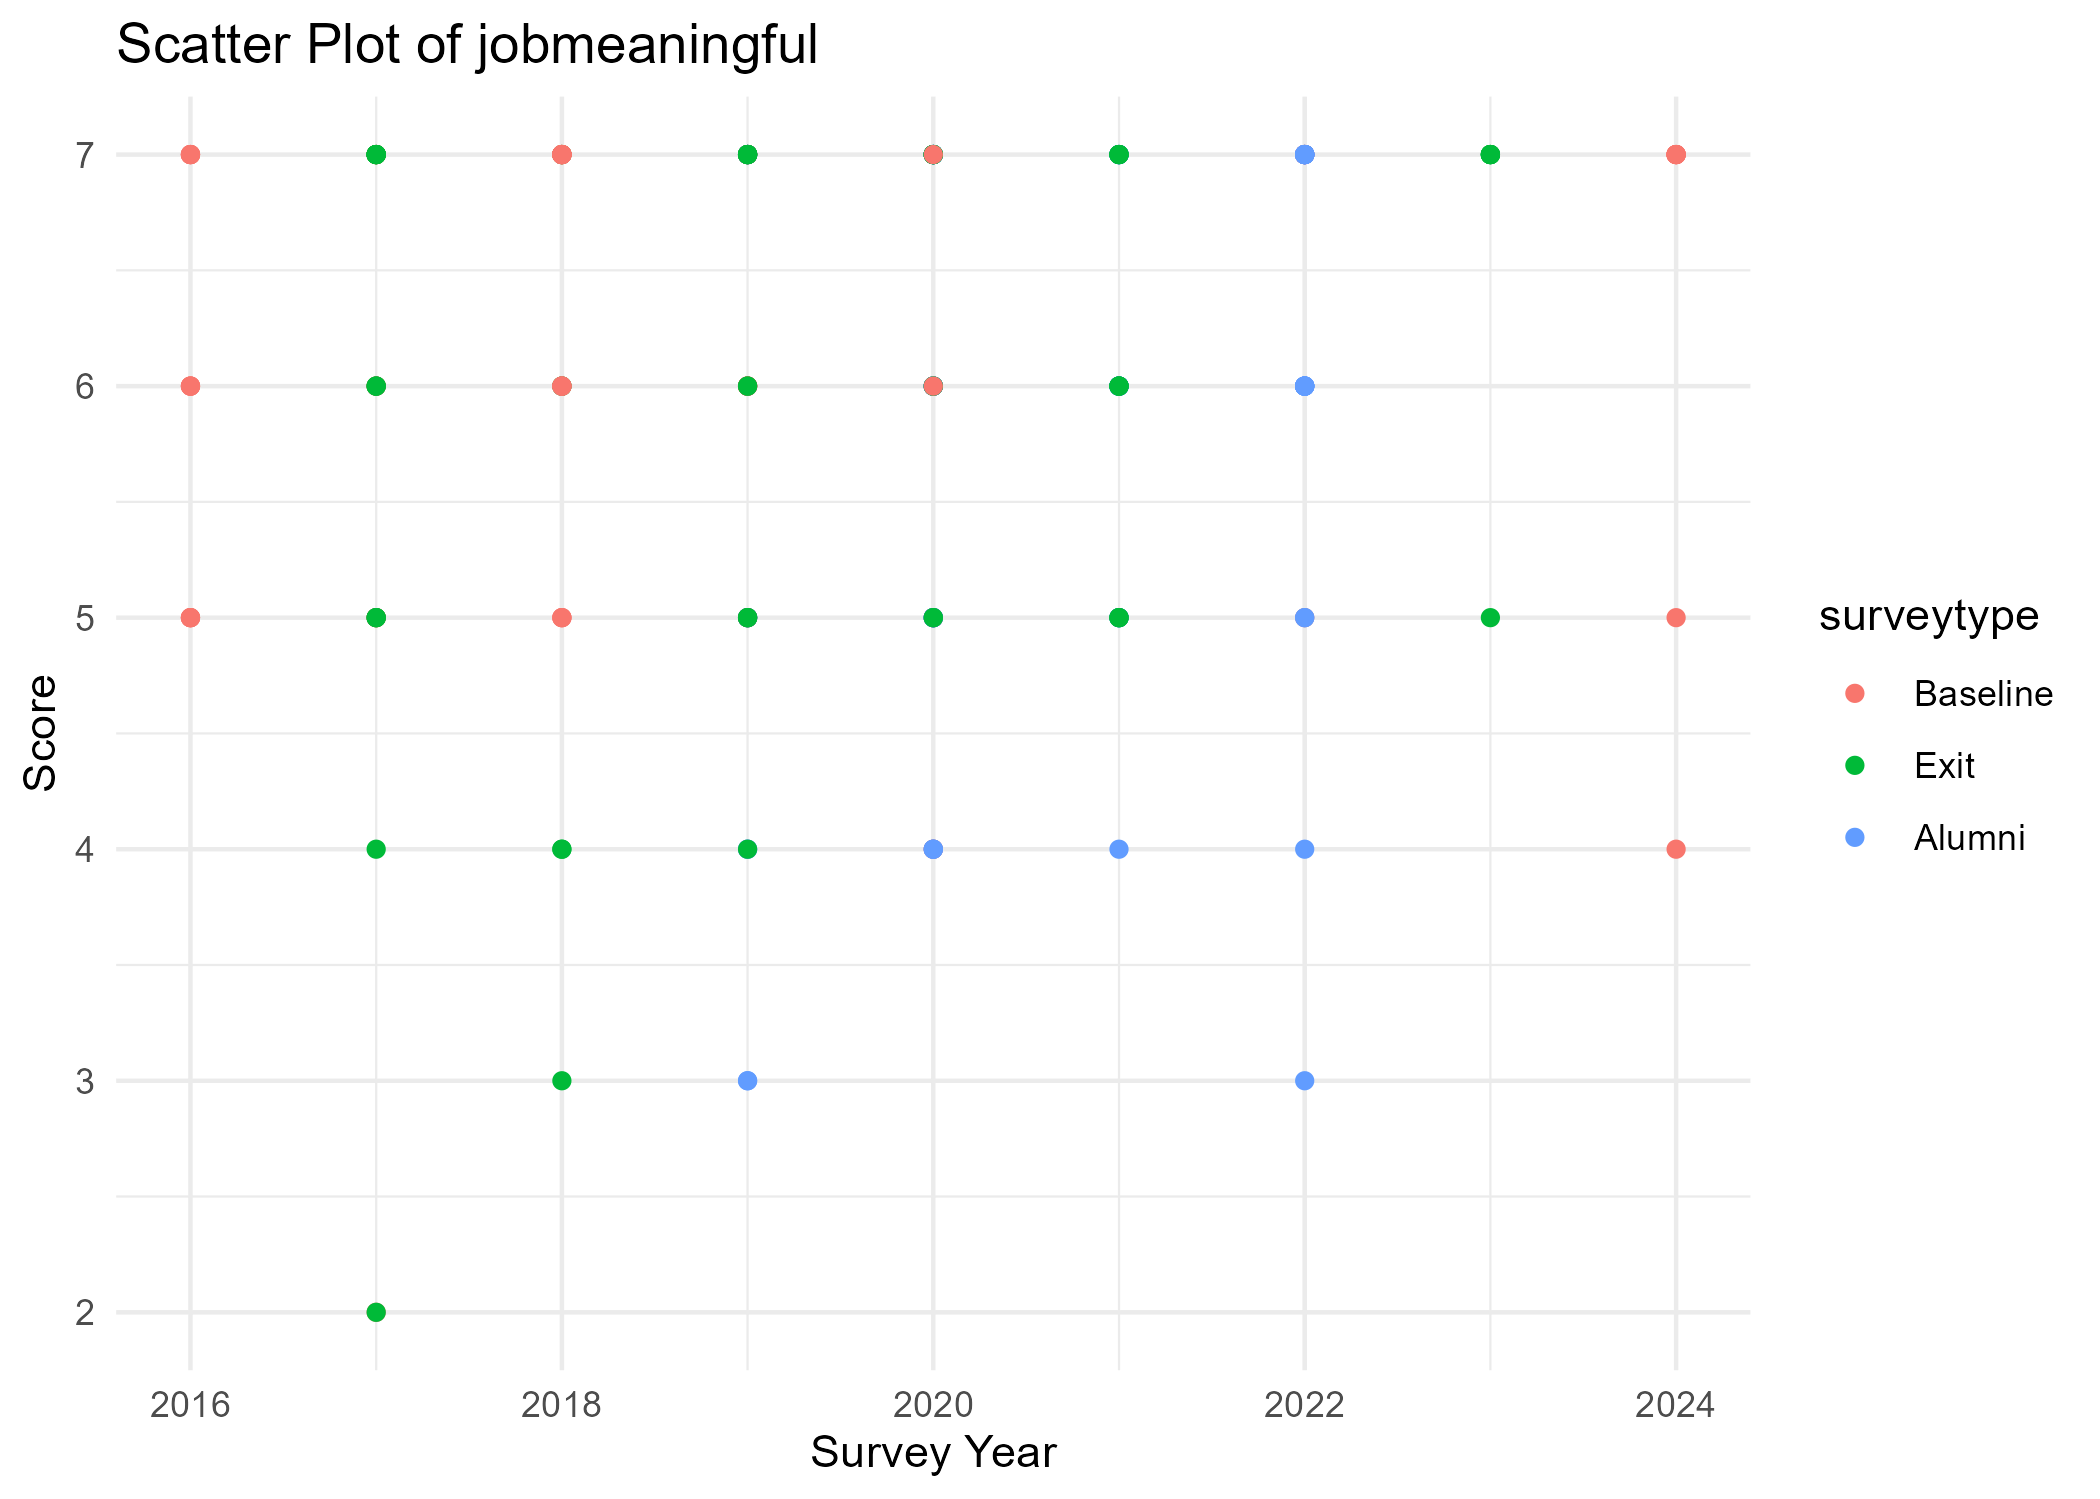 Scatter Plot of jobmeaningful
7
6
5
4
3
2
Score
2016 2018 2020 2022 2024
Survey Year
surveytype
Baseline
Exit
Alumni